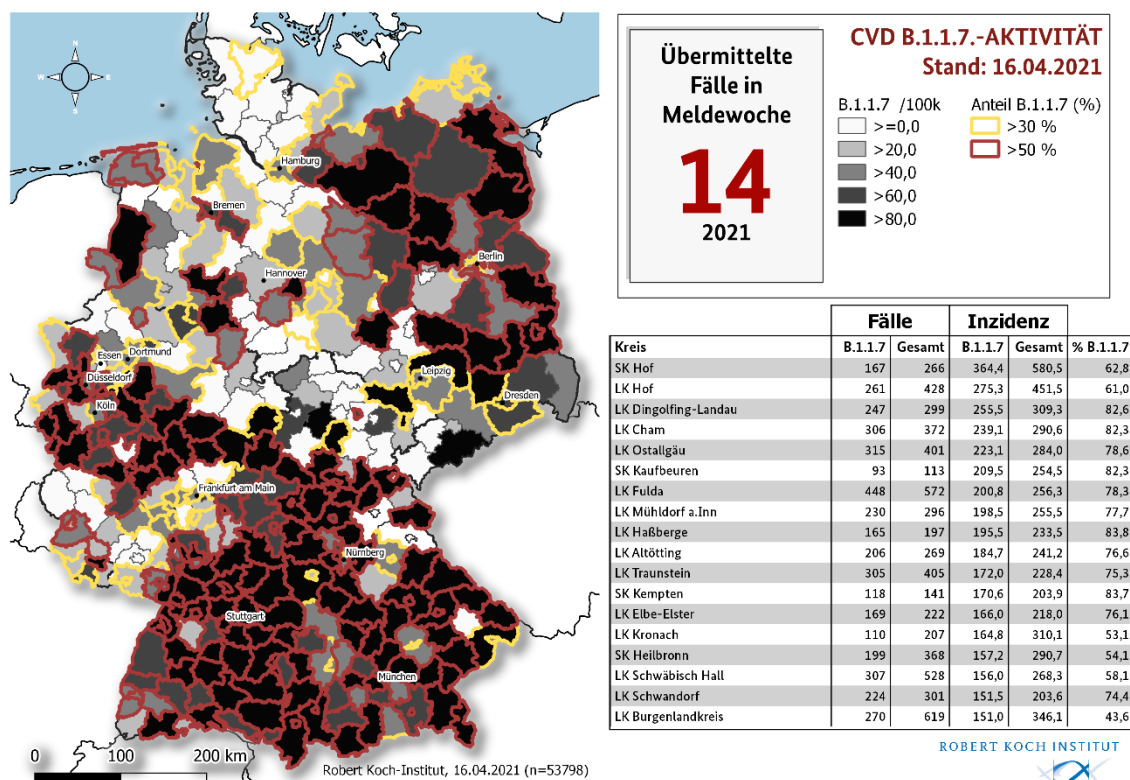 N
W E
S
Hamburg
Bremen
Berlin
Hannover
Essen
Dortmund
Düsseldorf
Leipzig
Köln
Dresden
Frankfurt am Main
Nürnberg
Stuttgart
München
0 100 200 km
Robert Koch-Institut, 16.04.2021 (n=53798)
Übermittelte
Fälle in
Meldewoche
14
2021
CVD B.1.1.7.-AKTIVITÄT
Stand: 16.04.2021
B.1.1.7 /100k Anteil B.1.1.7 (%)
>=0,0 >30 %
>20,0 >50 %
>40,0
>60,0
>80,0
Fälle Inzidenz
Kreis B.1.1.7 Gesamt B.1.1.7 Gesamt % B.1.1.7
SK Hof 167 266 364,4 580,5 62,8
LK Hof 261 428 275,3 451,5 61,0
LK Dingolfing-Landau 247 299 255,5 309,3 82,6
LK Cham 306 372 239,1 290,6 82,3
LK Ostallgäu 315 401 223,1 284,0 78,6
SK Kaufbeuren 93 113 209,5 254,5 82,3
LK Fulda 448 572 200,8 256,3 78,3
LK Mühldorf a.Inn 230 296 198,5 255,5 77,7
LK Haßberge 165 197 195,5 233,5 83,8
LK Altötting 206 269 184,7 241,2 76,6
LK Traunstein 305 405 172,0 228,4 75,3
SK Kempten 118 141 170,6 203,9 83,7
LK Elbe-Elster 169 222 166,0 218,0 76,1
LK Kronach 110 207 164,8 310,1 53,1
SK Heilbronn 199 368 157,2 290,7 54,1
LK Schwäbisch Hall 307 528 156,0 268,3 58,1
LK Schwandorf 224 301 151,5 203,6 74,4
LK Burgenlandkreis 270 619 151,0 346,1 43,6
ROBERT KOCH INSTITUT